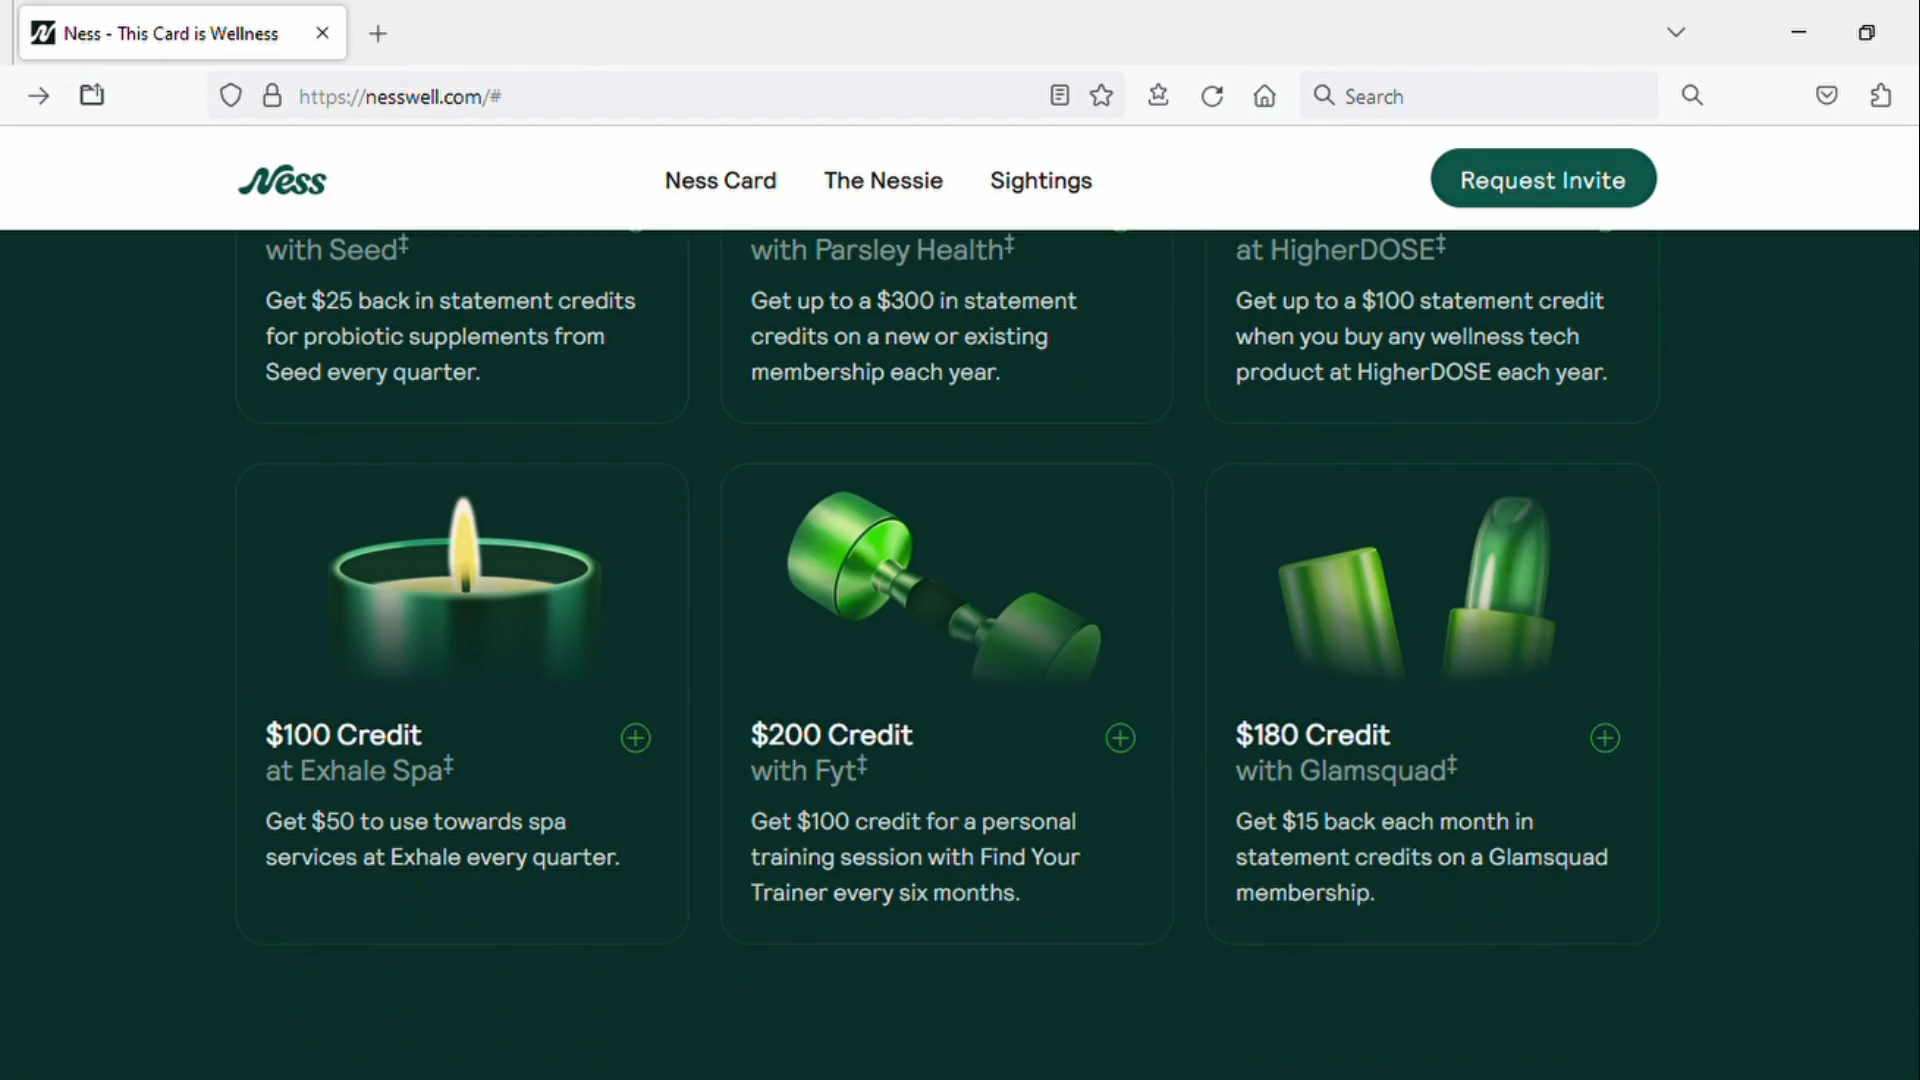 Ness - This Card is Wellness
https://nesswell.com/#
Search
Ness
Ness Card
The Nessie
Sightings
Request Invite
with Seed‡
Get $25 back in statement credits
for probiotic supplements from
Seed every quarter.
with Parsley Health‡
Get up to a $300 in statement
credits on a new or existing
membership each year.
at HigherDOSE‡
Get up to a $100 statement credit
when you buy any wellness tech
product at HigherDOSE each year.
$100 Credit
at Exhale Spa‡
Get $50 to use towards spa
services at Exhale every quarter.
$200 Credit
with Fyt‡
Get $100 credit for a personal
training session with Find Your
Trainer every six months.
$180 Credit
with Glamsquad‡
Get $15 back each month in
statement credits on a Glamsquad
membership.